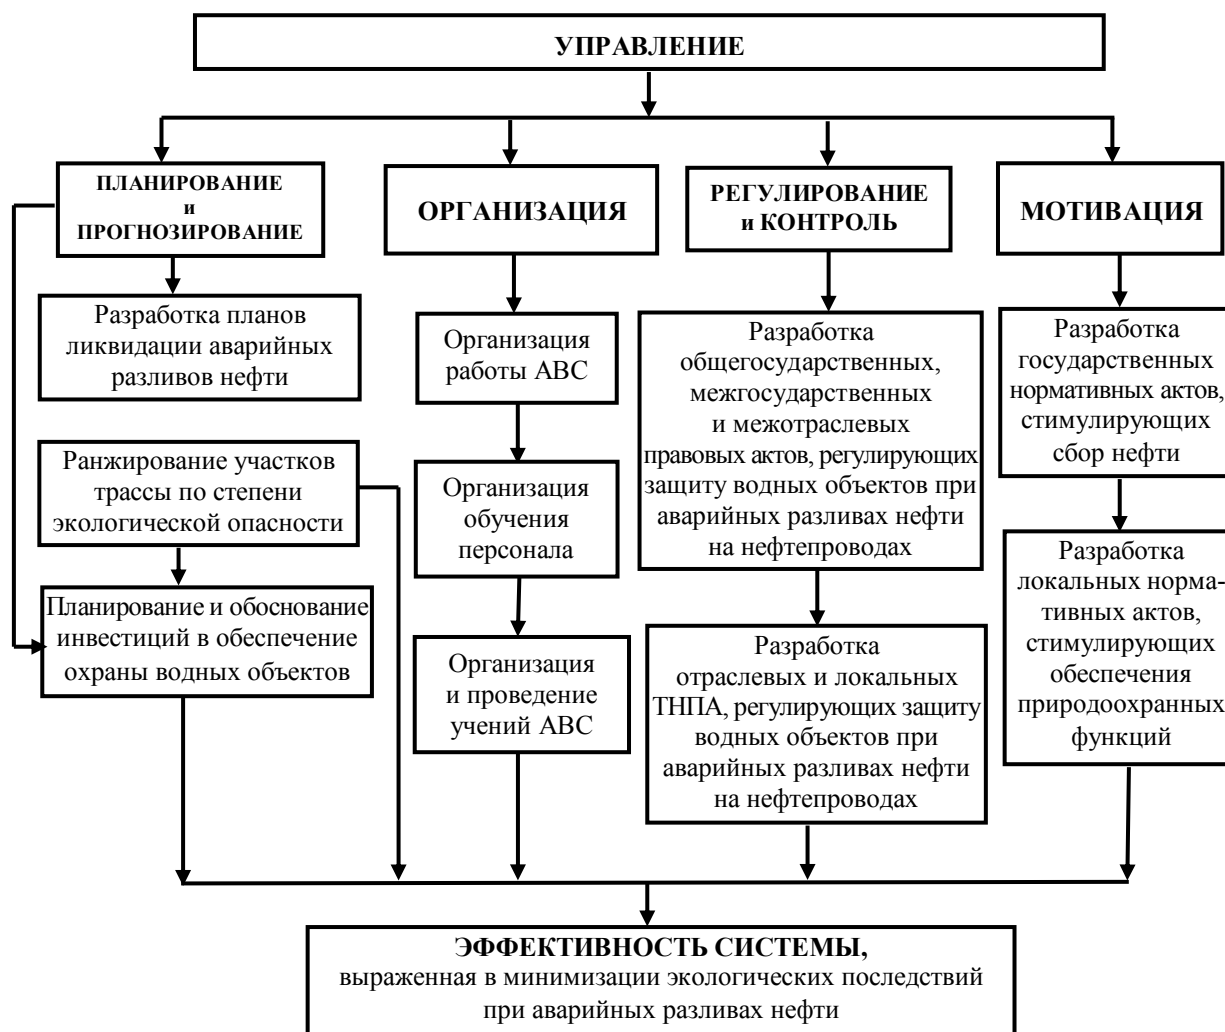 УПРАВЛЕНИЕ
ПЛАНИРОВАНИЕ
и
ПРОГНОЗИРОВАНИЕ
ОРГАНИЗАЦИЯ
РЕГУЛИРОВАНИЕ
и КОНТРОЛЬ
МОТИВАЦИЯ
Разработка планов
ликвидации аварийных
разливов нефти
Ранжирование участков
трассы по степени
экологической опасности
Планирование и обоснование
инвестиций в обеспечение
охраны водных объектов
Организация
работы АВС
Организация
обучения
персонала
Организация
и проведение
учений АВС
Разработка
общегосударственных,
межгосударственных
и межотраслевых
правовых актов, регулирующих
защиту водных объектов при
аварийных разливах нефти
на нефтепроводах
Разработка
отраслевых и локальных
ТНПА, регулирующих защиту
водных объектов при
аварийных разливах нефти
на нефтепроводах
Разработка
государственных
нормативных актов,
стимулирующих
сбор нефти
Разработка
локальных норма-
тивных актов,
стимулирующих
обеспечения
природоохранных
функций
ЭФФЕКТИВНОСТЬ СИСТЕМЫ,
выраженная в минимизации экологических последствий
при аварийных разливах нефти